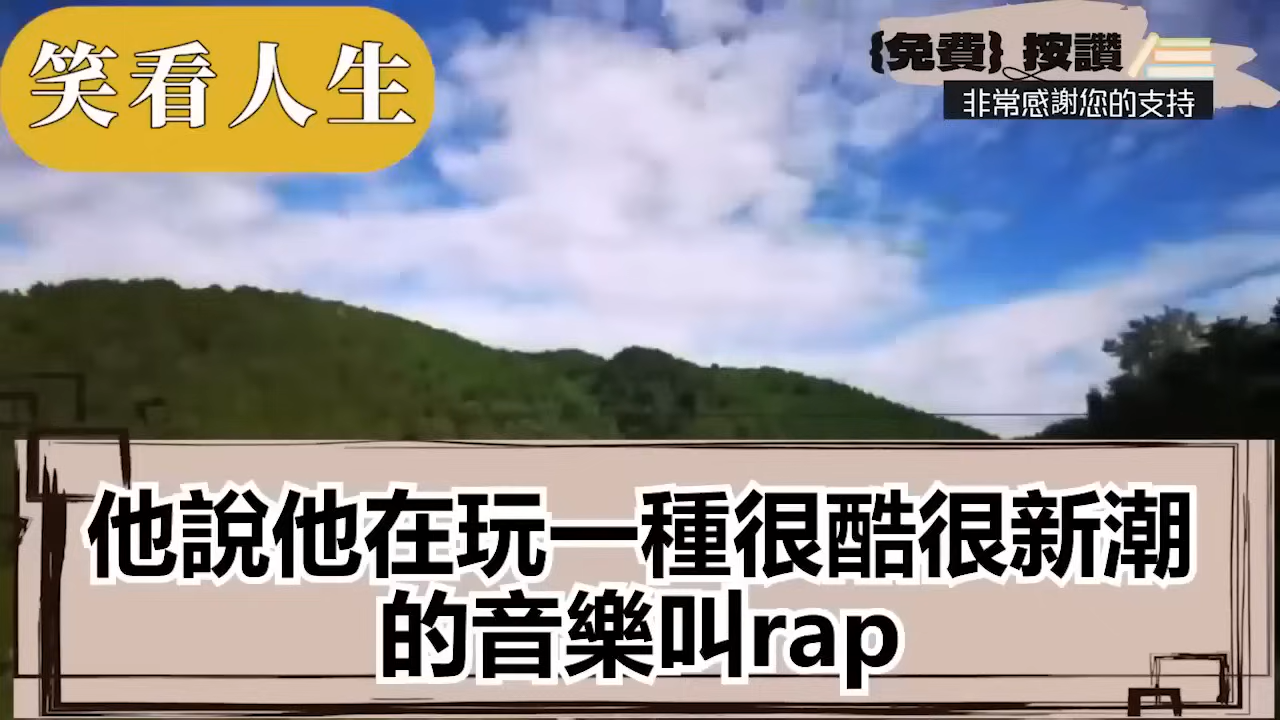 笑看人生
{免費} 按讚
非常感謝您的支持
他說他在玩一種很酷很新潮
的音樂叫rap